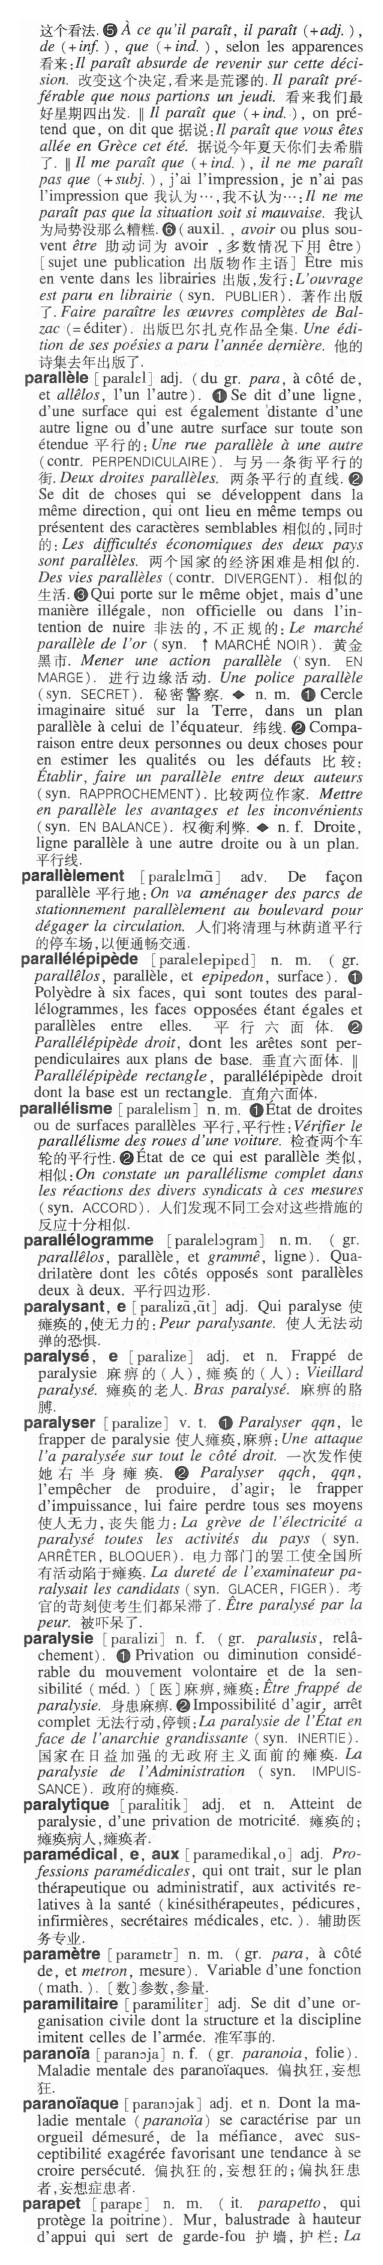 这个看法. ❺ À ce qu'il paraît, il paraît (+adj. ),
de (+inf. ), que (+ind. ), selon les apparences
看来:Il paraît absurde de revenir sur cette déci-
sion. 改变这个决定,看来是荒谬的. Il paraît pré-
férable que nous partions un jeudi. 看来我们最
好星期四出发. ‖ Il paraît que (+ind. ), on pré-
tend que, on dit que 据说:Il paraît que vous êtes
allée en Grèce cet été. 据说今年夏天你们去希腊
了. ‖ Il me paraît que (+ind. ), il ne me paraît
pas que (+subj. ), j'ai l'impression, je n'ai pas
l'impression que 我认为…,我不认为…:Il ne me
paraît pas que la situation soit si mauvaise. 我认
为局势没那么糟糕. ❻ (auxil. , avoir ou plus sou-
vent être 助动词为 avoir ,多数情况下用 être)
[sujet une publication 出版物作主语] Être mis
en vente dans les librairies 出版,发行:L'ouvrage
est paru en librairie (syn. PUBLIER). 著作出版
了. Faire paraître les œuvres complètes de Bal-
zac (=éditer). 出版巴尔扎克作品全集. Une édi-
tion de ses poésies a paru l'année dernière. 他的
诗集去年出版了.
parallèle [paralɛl] adj. (du gr. para, à côté de,
et allêlos, l'un l'autre). ❶ Se dit d'une ligne,
d'une surface qui est également distante d'une
autre ligne ou d'une autre surface sur toute son
étendue 平行的:Une rue parallèle à une autre
(contr. PERPENDICULAIRE). 与另一条街平行的
街. Deux droites parallèles. 两条平行的直线. ❷
Se dit de choses qui se développent dans la
même direction, qui ont lieu en même temps ou
présentent des caractères semblables 相似的,同时
的:Les difficultés économiques des deux pays
sont parallèles. 两个国家的经济困难是相似的.
Des vies parallèles (contr. DIVERGENT). 相似的
生活. ❸ Qui porte sur le même objet, mais d'une
manière illégale, non officielle ou dans l'in-
tention de nuire 非法的,不正规的:Le marché
parallèle de l'or (syn. ↑ MARCHÉ NOIR). 黄金
黑市. Mener une action parallèle (syn. EN
MARGE). 进行边缘活动. Une police parallèle
(syn. SECRET). 秘密警察. ◆ n. m. ❶ Cercle
imaginaire situé sur la Terre, dans un plan
parallèle à celui de l'équateur. 纬线. ❷ Compa-
raison entre deux personnes ou deux choses pour
en estimer les qualités ou les défauts 比较:
Établir, faire un parallèle entre deux auteurs
(syn. RAPPROCHEMENT). 比较两位作家. Mettre
en parallèle les avantages et les inconvénients
(syn. EN BALANCE). 权衡利弊. ◆ n. f. Droite,
ligne parallèle à une autre droite ou à un plan.
平行线.
parallèlement [paralɛlmɑ̃] adv. De façon
parallèle 平行地:On va aménager des parcs de
stationnement parallèlement au boulevard pour
dégager la circulation. 人们将清理与林荫道平行
的停车场,以便通畅交通.
parallélépipède [paralelepipɛd] n. m. (gr.
parallêlos, parallèle, et epipedon, surface). ❶
Polyèdre à six faces, qui sont toutes des paral-
lélogrammes, les faces opposées étant égales et
parallèles entre elles. 平行六面体. ❷
Parallélépipède droit, dont les arêtes sont per-
pendiculaires aux plans de base. 垂直六面体. ‖
Parallélépipède rectangle, parallélépipède droit
dont la base est un rectangle. 直角六面体.
parallélisme [paralelism] n. m. ❶ État de droites
ou de surfaces parallèles 平行,平行性:Vérifier le
parallélisme des roues d'une voiture. 检查两个车
轮的平行性. ❷ État de ce qui est parallèle 类似,
相似:On constate un parallélisme complet dans
les réactions des divers syndicats à ces mesures
(syn. ACCORD). 人们发现不同工会对这些措施的
反应十分相似.
parallélogramme [paralelɔgram] n. m. (gr.
parallêlos, parallèle, et grammê, ligne). Qua-
drilatère dont les côtés opposés sont parallèles
deux à deux. 平行四边形.
paralysant, e [paralizɑ̃,ɑ̃t] adj. Qui paralyse 使
瘫痪的,使无力的:Peur paralysante. 使人无法动
弹的恐惧.
paralysé, e [paralize] adj. et n. Frappé de
paralysie 麻痹的(人),瘫痪的(人):Vieillard
paralysé. 瘫痪的老人. Bras paralysé. 麻痹的胳
膊.
paralyser [paralize] v. t. ❶ Paralyser qqn, le
frapper de paralysie 使人瘫痪,麻痹:Une attaque
l'a paralysée sur tout le côté droit. 一次发作使
她右半身瘫痪. ❷ Paralyser qqch, qqn,
l'empêcher de produire, d'agir; le frapper
d'impuissance, lui faire perdre tous ses moyens
使人无力,丧失能力:La grève de l'électricité a
paralysé toutes les activités du pays (syn.
ARRÊTER, BLOQUER). 电力部门的罢工使全国所
有活动陷于瘫痪. La dureté de l'examinateur pa-
ralysait les candidats (syn. GLACER, FIGER). 考
官的苛刻使考生们都呆滞了. Être paralysé par la
peur. 被吓呆了.
paralysie [paralizi] n. f. (gr. paralusis, relâ-
chement). ❶ Privation ou diminution considé-
rable du mouvement volontaire et de la sen-
sibilité (méd.) [医]麻痹,瘫痪:Être frappé de
paralysie. 身患麻痹. ❷ Impossibilité d'agir, arrêt
complet 无法行动,停顿:La paralysie de l'État en
face de l'anarchie grandissante (syn. INERTIE).
国家在日益加强的无政府主义面前的瘫痪. La
paralysie de l'Administration (syn. IMPUIS-
SANCE). 政府的瘫痪.
paralytique [paralitik] adj. et n. Atteint de
paralysie, d'une privation de motricité. 瘫痪的;
瘫痪病人,瘫痪者.
paramédical, e, aux [paramedikal,o] adj. Pro-
fessions paramédicales, qui ont trait, sur le plan
thérapeutique ou administratif, aux activités re-
latives à la santé (kinésithérapeutes, pédicures,
infirmières, secrétaires médicales, etc.). 辅助医
务专业.
paramètre [paramɛtr] n. m. (gr. para, à côté
de, et metron, mesure). Variable d'une fonction
(math.). [数]参数,参量.
paramilitaire [paramilitɛr] adj. Se dit d'une or-
ganisation civile dont la structure et la discipline
imitent celles de l'armée. 准军事的.
paranoïa [paranɔja] n. f. (gr. paranoia, folie).
Maladie mentale des paranoïaques. 偏执狂,妄想
狂.
paranoïaque [paranɔjak] adj. et n. Dont la ma-
ladie mentale (paranoïa) se caractérise par un
orgueil démesuré, de la méfiance, avec sus-
ceptibilité exagérée favorisant une tendance à se
croire persécuté. 偏执狂的,妄想狂的;偏执狂患
者,妄想症患者.
parapet [parapɛ] n. m. (it. parapetto, qui
protège la poitrine). Mur, balustrade à hauteur
d'appui qui sert de garde-fou 护墙,护栏:La